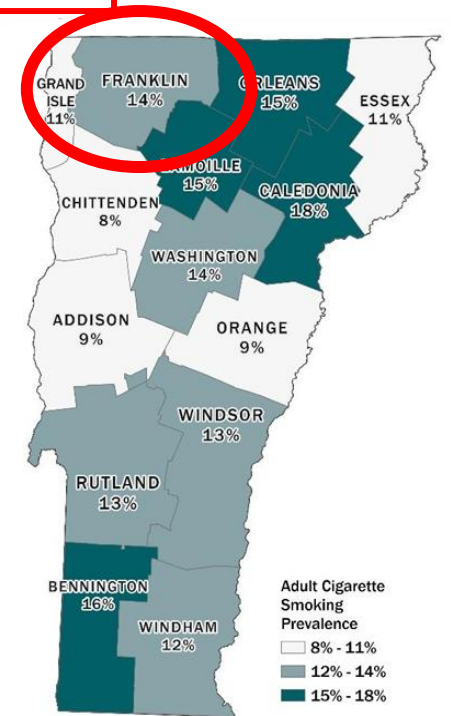 GRAND
ISLE
11%
FRANKLIN
14%
ORLEANS
15%
ESSEX
11%
LAMOILLE
15%
CALEDONIA
18%
CHITTENDEN
8%
WASHINGTON
14%
ADDISON
9%
ORANGE
9%
WINDSOR
13%
RUTLAND
13%
BENNINGTON
16%
WINDHAM
12%
Adult Cigarette
Smoking
Prevalence
8% - 11%
12% - 14%
15% - 18%